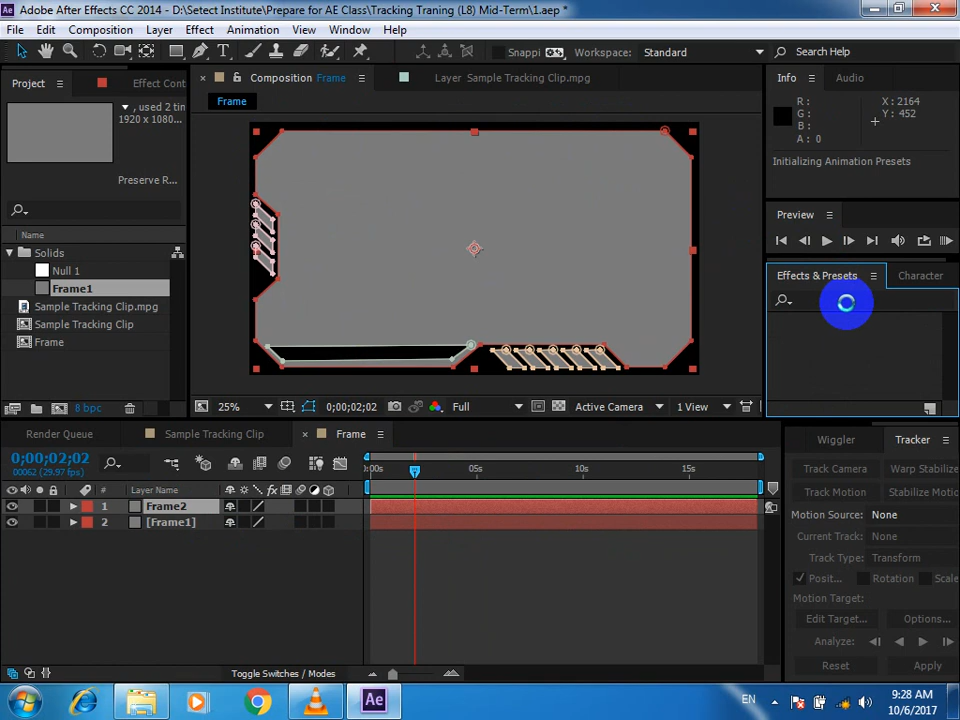 Adobe After Effects CC 2014 - D:\Setect Institute\Prepare for AE Class\Tracking Traning (L8) Mid-Term\1.aep *
File Edit Composition Layer Effect Animation View Window Help
Snappi Workspace: Standard Search Help
Project Effect Cont
Composition Frame
Layer Sample Tracking Clip.mpg
Info Audio
, used 2 tin
1920 x 1080...
Preserve R...
Frame
R :
G :
B :
A : 0
X : 2164
Y : 452
Initializing Animation Presets
Preview
Name
Solids
Null 1
Frame1
Sample Tracking Clip.mpg
Sample Tracking Clip
Frame
Effects & Presets Character
8 bpc
25% 0;00;02;02 Full Active Camera 1 View
Render Queue Sample Tracking Clip Frame
Wiggler Tracker
0;00;02;02
00062 (29.97 fps)
:00s 05s 10s 15s
# Layer Name
1 Frame2
2 [Frame1]
Track Camera Warp Stabilize
Track Motion Stabilize Motion
Motion Source: None
Current Track: None
Track Type: Transform
Posit... Rotation Scale
Motion Target:
Edit Target... Options...
Analyze:
Reset Apply
Toggle Switches / Modes
EN
9:28 AM
10/6/2017